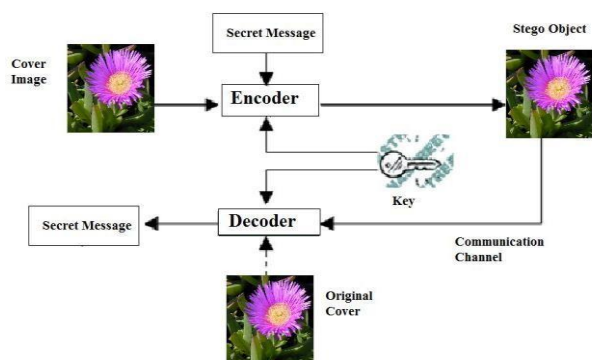 Secret Message
Stego Object
Cover
Image
Encoder
Key
Secret Message
Decoder
Communication
Channel
Original
Cover